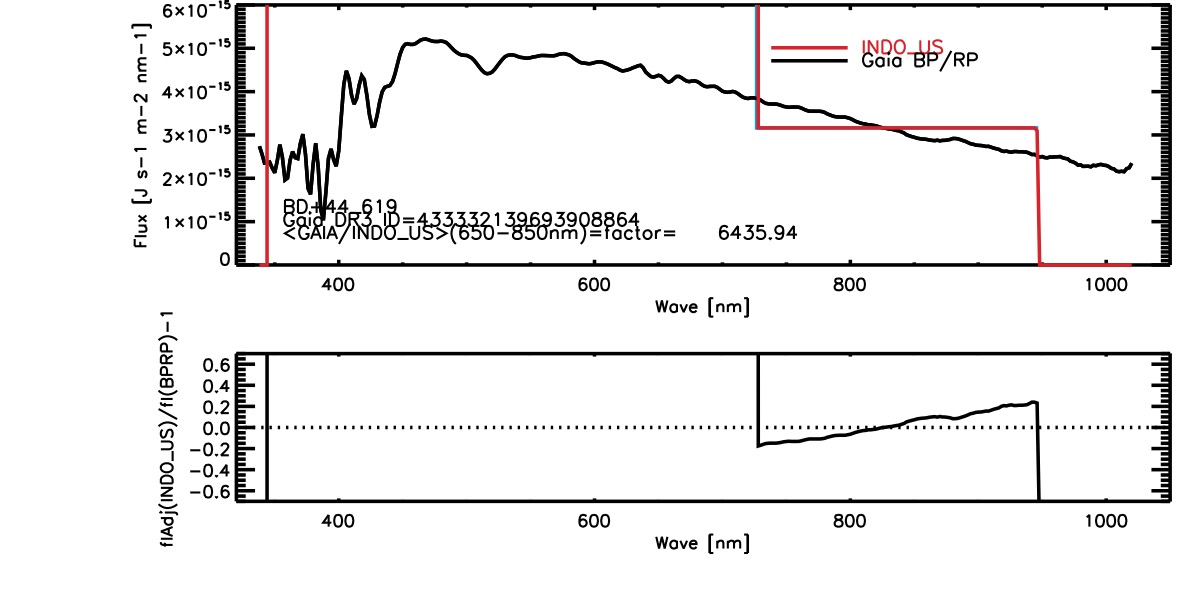 6×10−15
5×10−15
4×10−15
3×10−15
2×10−15
1×10−15
0
Flux [J s−1 m−2 nm−1]
INDO_US
Gaia BP/RP
BD+44_619
Gaia DR3 ID=433332139693908864
<GAIA/INDO_US>(650−850nm)=factor= 6435.94
400 600 800 1000
Wave [nm]
flAdj(INDO_US)/fl(BPRP)−1
0.6
0.4
0.2
0.0
−0.2
−0.4
−0.6
400 600 800 1000
Wave [nm]